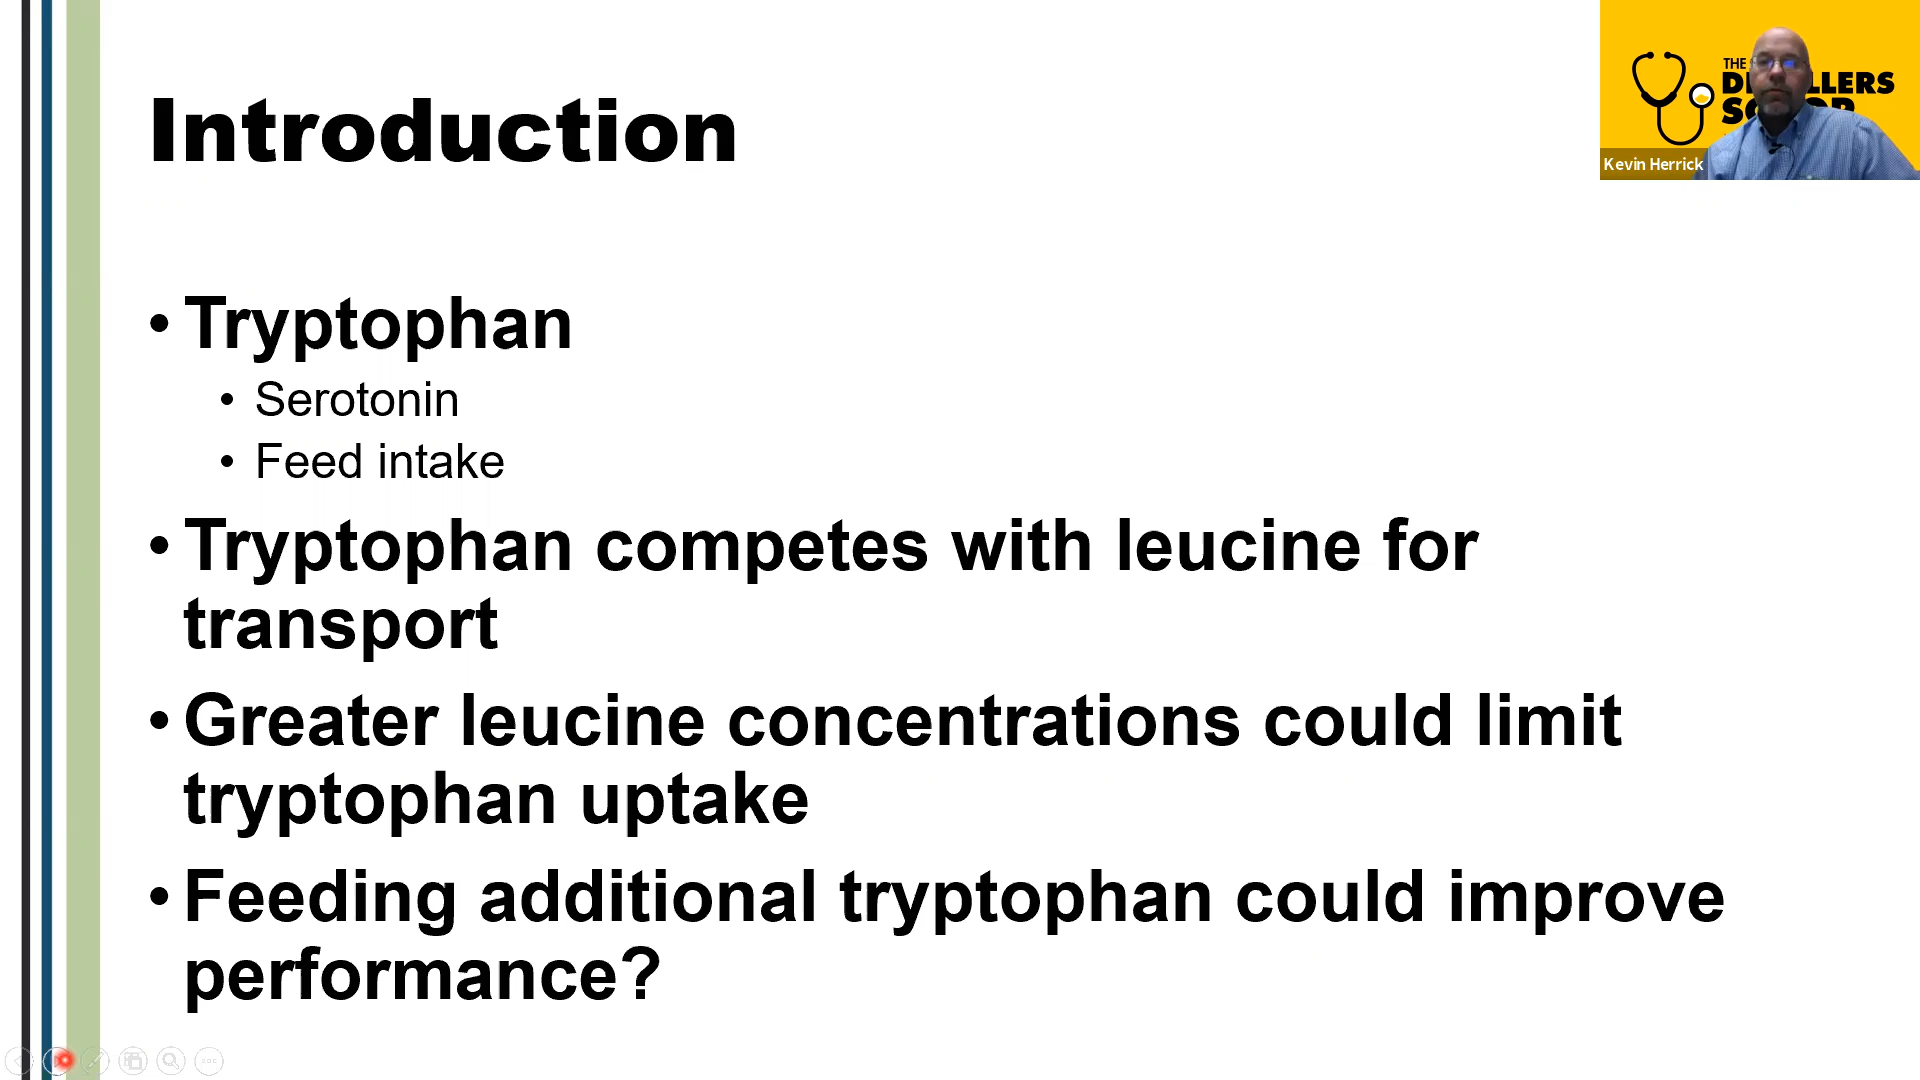 Introduction
• Tryptophan
• Serotonin
• Feed intake
• Tryptophan competes with leucine for
transport
• Greater leucine concentrations could limit
tryptophan uptake
• Feeding additional tryptophan could improve
performance?
THE
Kevin Herrick